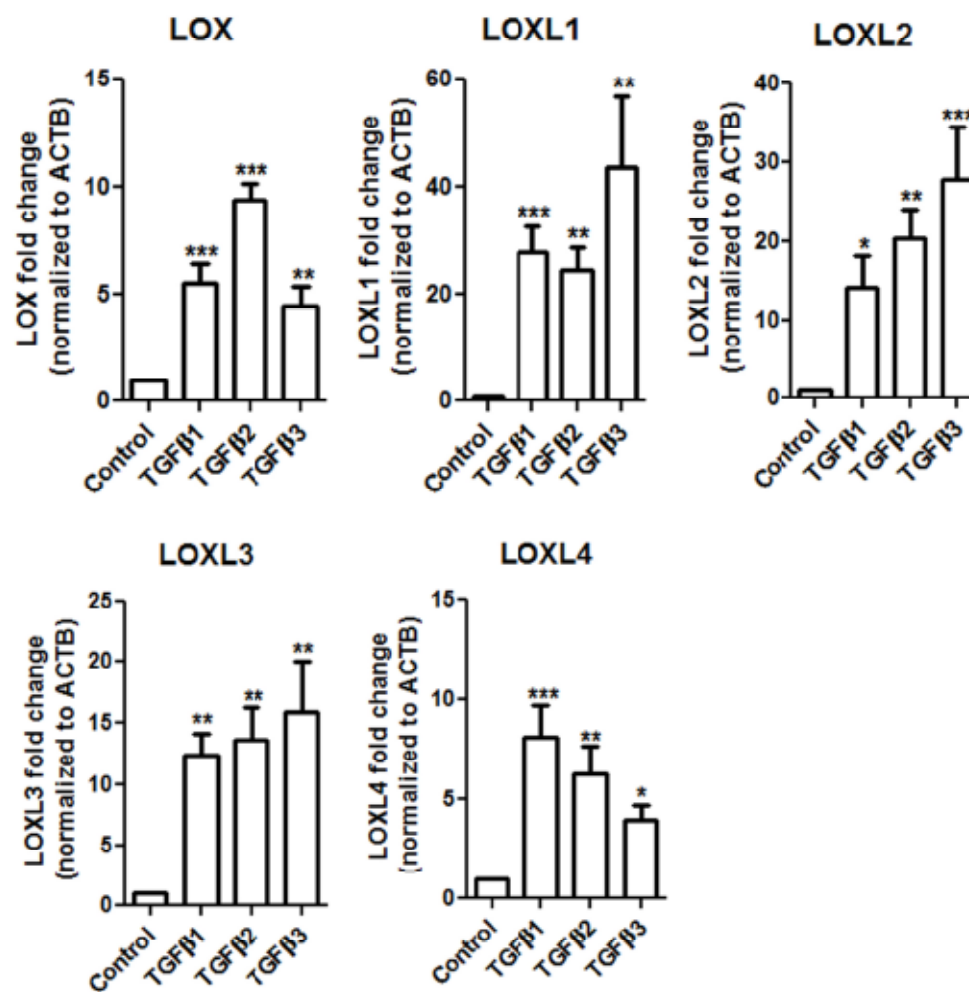 LOX
LOX fold change
(normalized to ACTB)
15
10
5
0
***
***
**
Control
TGFβ1
TGFβ2
TGFβ3
LOXL1
LOXL1 fold change
(normalized to ACTB)
60
40
20
0
***
**
**
Control
TGFβ1
TGFβ2
TGFβ3
LOXL2
LOXL2 fold change
(normalized to ACTB)
40
30
20
10
0
*
**
***
Control
TGFβ1
TGFβ2
TGFβ3
LOXL3
LOXL3 fold change
(normalized to ACTB)
25
20
15
10
5
0
**
**
**
Control
TGFβ1
TGFβ2
TGFβ3
LOXL4
LOXL4 fold change
(normalized to ACTB)
15
10
5
0
***
**
*
Control
TGFβ1
TGFβ2
TGFβ3